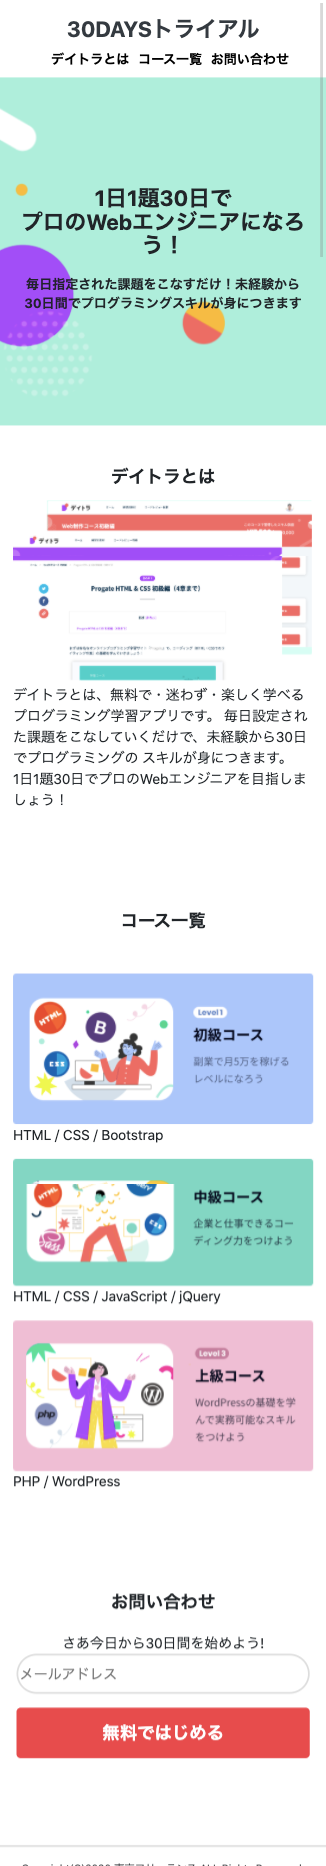 30DAYSトライアル
デイトラとは コース一覧 お問い合わせ
1日1題30日で
プロのWebエンジニアになろ
う！
毎日指定された課題をこなすだけ！未経験から
30日間でプログラミングスキルが身につきます
デイトラとは
デイトラ
Web制作コース初級編
デイトラ
Progate HTML & CSS 初級編（4章まで）
デイトラとは、無料で・迷わず・楽しく学べる
プログラミング学習アプリです。 毎日設定され
た課題をこなしていくだけで、未経験から30日
でプログラミングの スキルが身につきます。
1日1題30日でプロのWebエンジニアを目指しま
しょう！
コース一覧
HTML
B
CSS
Level 1
初級コース
副業で月5万を稼げる
レベルになろう
HTML / CSS / Bootstrap
HTML
CSS
中級コース
企業と仕事できるコー
ディング力をつけよう
HTML / CSS / JavaScript / jQuery
php
Level 3
上級コース
WordPressの基礎を学
んで実務可能なスキル
をつけよう
PHP / WordPress
お問い合わせ
さあ今日から30日間を始めよう!
メールアドレス
無料ではじめる